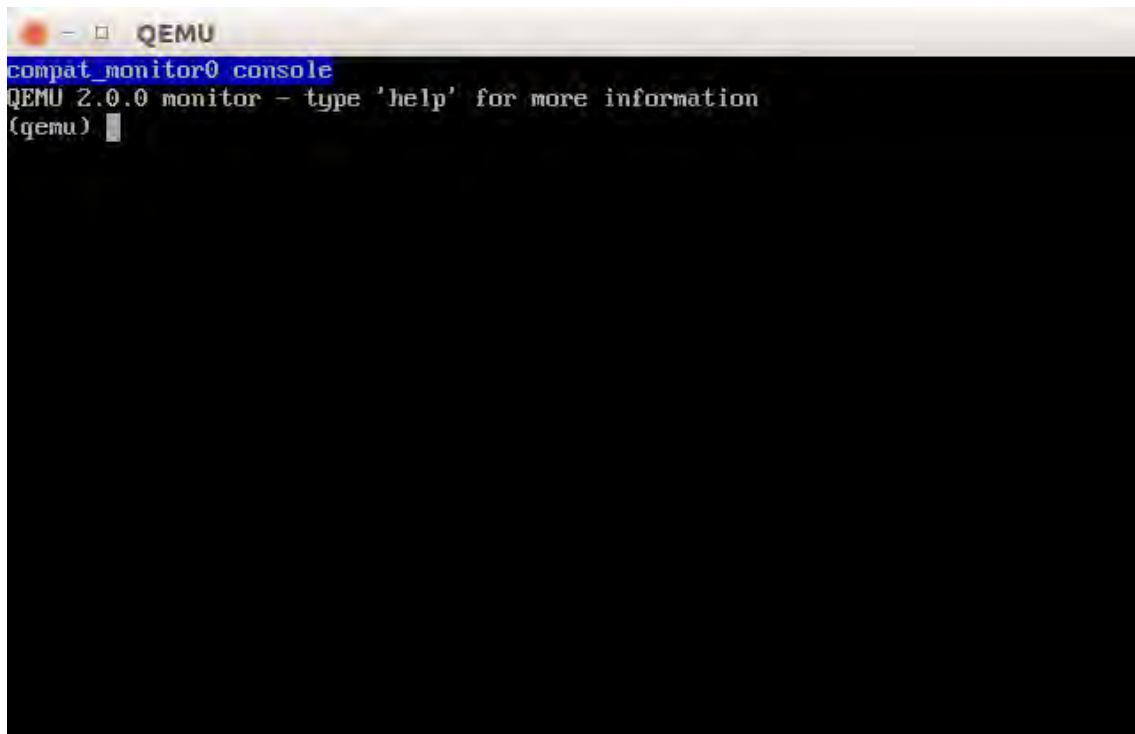 QEMU
compat_monitor0 console
QEMU 2.0.0 monitor - type 'help' for more information
(qemu)